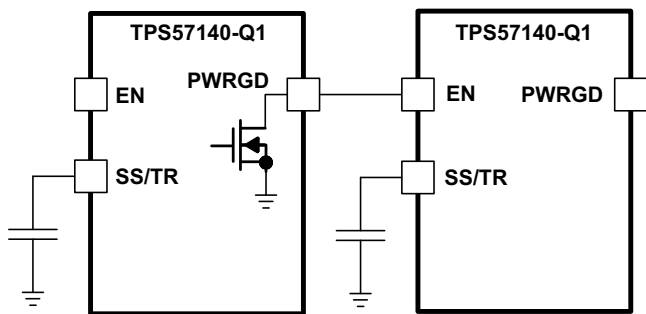 TPS57140-Q1
EN
PWRGD
SS/TR
TPS57140-Q1
EN
PWRGD
SS/TR